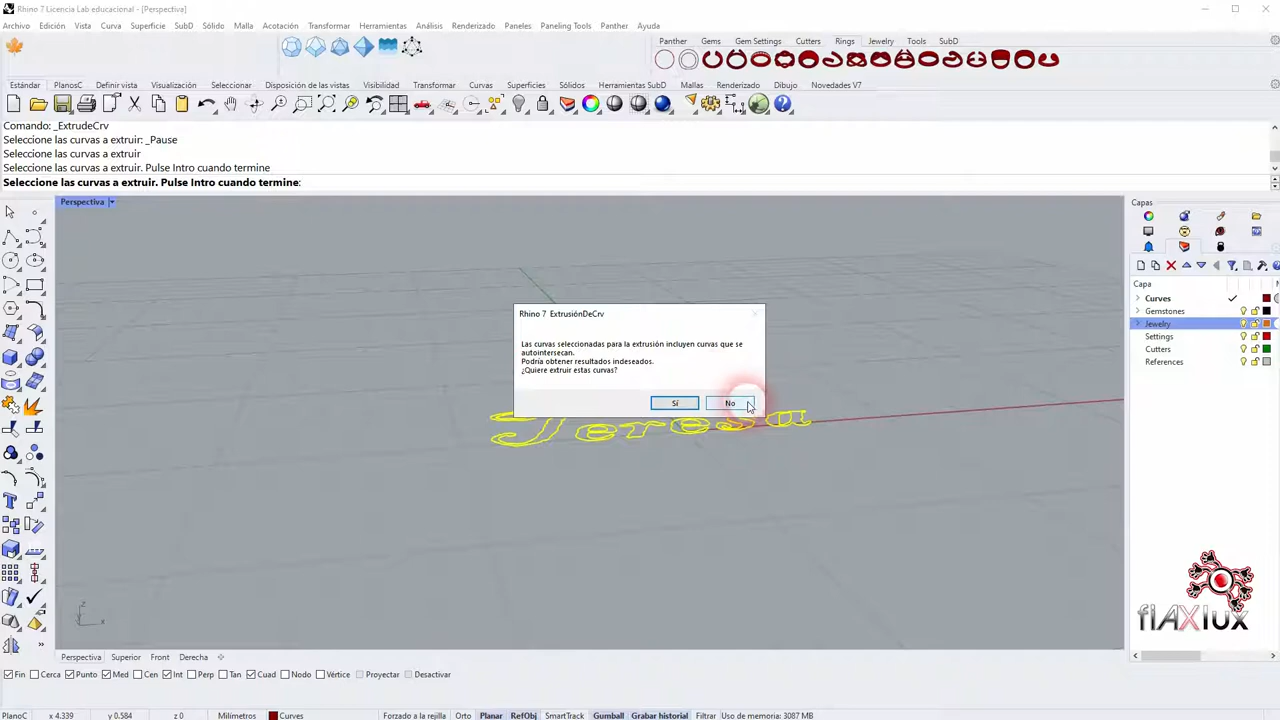 Rhino 7 Licencia Lab educacional - [Perspectiva]
Archivo Edición Vista Curva Superficie SubD Sólido Malla Acotación Transformar Herramientas Análisis Renderizado Paneles Paneling Tools Panther Ayuda
Panther Gems Gem Settings Cutters Rings Jewelry Tools SubD
Estándar PlanosC Definir vista Visualización Seleccionar Disposición de las vistas Visibilidad Transformar Curvas Superficies Sólidos Herramientas SubD Mallas Renderizado Dibujo Novedades V7
Comando: _ExtrudeCrv
Seleccione las curvas a extruir: _Pause
Seleccione las curvas a extruir
Seleccione las curvas a extruir. Pulse Intro cuando termine
Seleccione las curvas a extruir. Pulse Intro cuando termine:
Perspectiva
Capas
Capa
Curves
Gemstones
Jewelry
Settings
Cutters
References
Rhino 7 ExtrusiónDeCrv
Las curvas seleccionadas para la extrusión incluyen curvas que se
autointersecan.
Podría obtener resultados indeseados.
¿Quiere extruir estas curvas?
Sí No
Teresa
flAXlux
z
x
Perspectiva Superior Front Derecha
Fin Cerca Punto Med Cen Int Perp Tan Cuad Nodo Vértice Proyectar Desactivar
PlanoC x 4.339 y 0.584 z 0 Milímetros Curves Forzado a la rejilla Orto Planar RefObj SmartTrack Gumball Grabar historial Filtrar Uso de memoria: 3087 MB